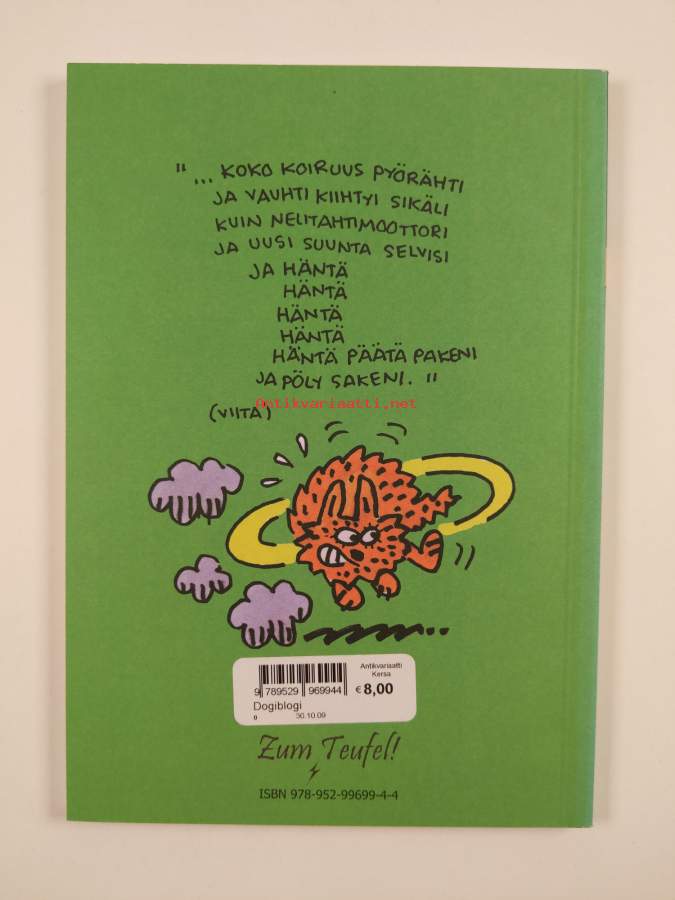 "... KOKO KOIRUUS PYÖRÄHTI
JA VAUHTI KIIHTYI SIKÄLI
KUIN NELITAHTIMOOTTORI
JA UUSI SUUNTA SELVISI
JA HÄNTÄ
HÄNTÄ
HÄNTÄ
HÄNTÄ
HÄNTÄ PÄÄTÄ PAKENI
JA PÖLY SAKENI. "
Antikvariaatti.net
(VIITA)
Antikvariaatti
Kersa
9 789529 969944
€ 8,00
Dogiblogi
0 30.10.09
Zum Teufel!
ISBN 978-952-99699-4-4